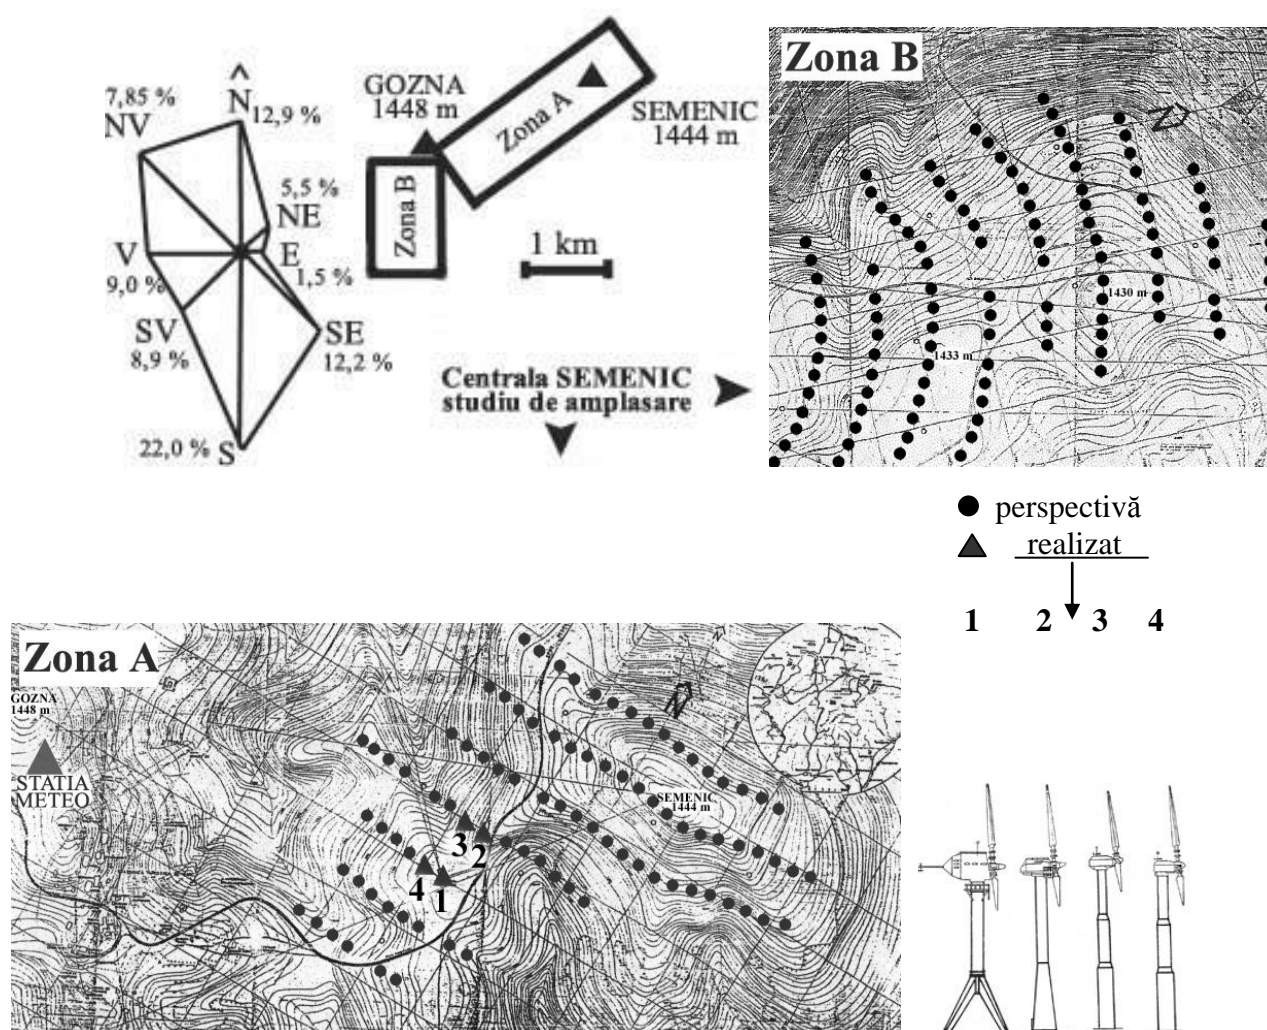 7,85 %
NV
N
12,9 %
5,5 %
NE
V
E
9,0 %
1,5 %
SV
8,9 %
SE
12,2 %
22,0 %
S
GOZNA
1448 m
Zona A
SEMENIC
1444 m
Zona B
1 km
Centrala SEMENIC
studiu de amplasare
Zona B
N
1430 m
1433 m
perspectivă
realizat
1 2 3 4
Zona A
GOZNA
1448 m
STATIA
METEO
N
SEMENIC
1444 m
3
2
4
1